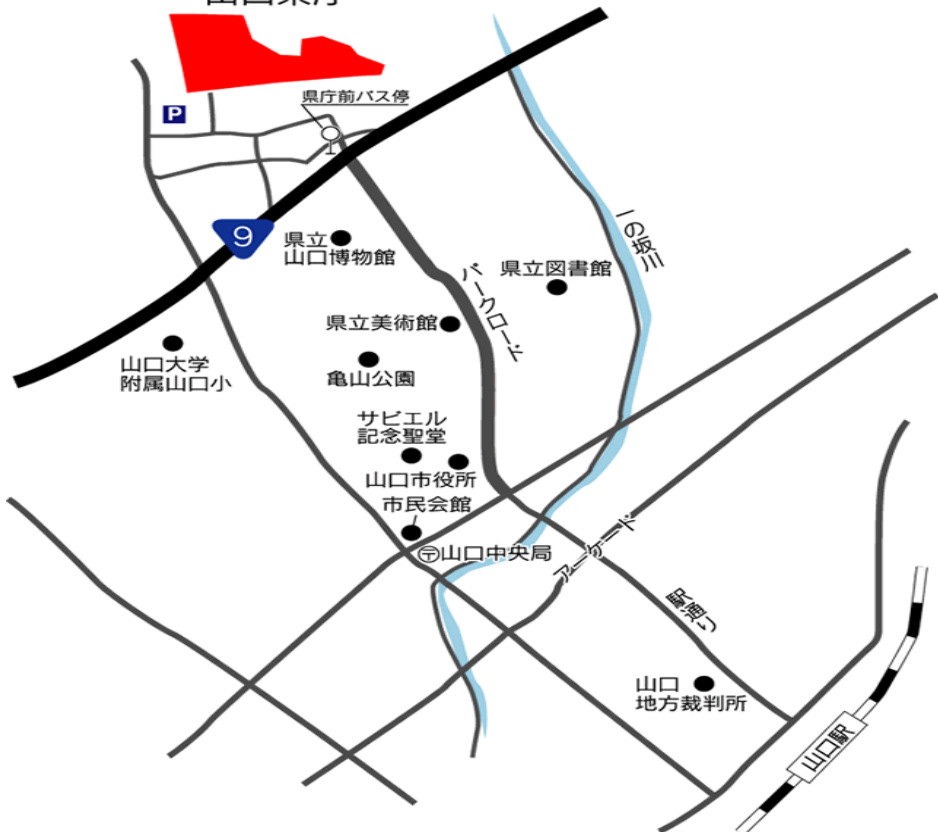 県庁前バス停
P
9
県立
山口博物館
一の坂川
県立図書館
パークロード
県立美術館
山口大学
附属山口小
亀山公園
サビエル
記念聖堂
山口市役所
市民会館
〒山口中央局
アーケード
駅通り
山口
地方裁判所
山口駅